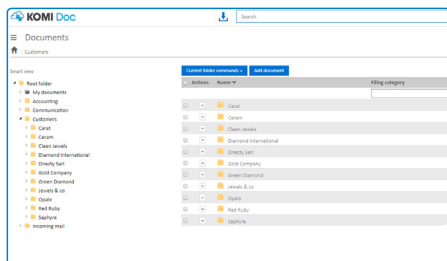 KOMI Doc
Search
Documents
Customers
Smart view
Root folder
My documents
Accounting
Communication
Customers
Carat
Ceram
Clean Jewels
Diamond International
Directy Sarl
Gold Company
Green Diamond
Jewels & co
Opale
Red Ruby
Saphyre
Incoming mail
Current folder commands
Add document
Actions Name Filing category
Carat
Ceram
Clean Jewels
Diamond International
Directy Sarl
Gold Company
Green Diamond
Jewels & co
Opale
Red Ruby
Saphyre